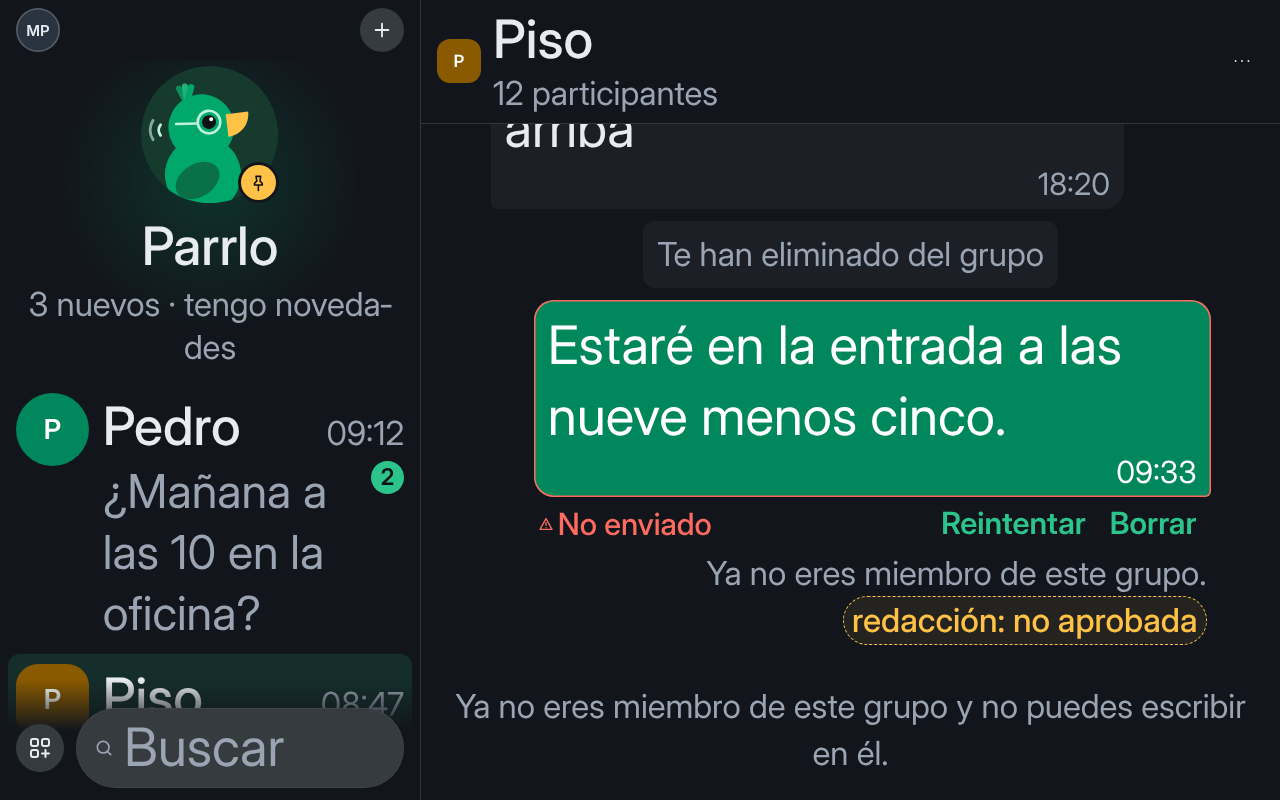 MP
Parrlo
3 nuevos · tengo noveda-
des
P
Pedro
09:12
¿Mañana a
2
las 10 en la
oficina?
P
Piso
08:47
Buscar
P
Piso
12 participantes
...
arriba
18:20
Te han eliminado del grupo
Estaré en la entrada a las
nueve menos cinco.
09:33
No enviado
Reintentar
Borrar
Ya no eres miembro de este grupo.
redacción: no aprobada
Ya no eres miembro de este grupo y no puedes escribir
en él.